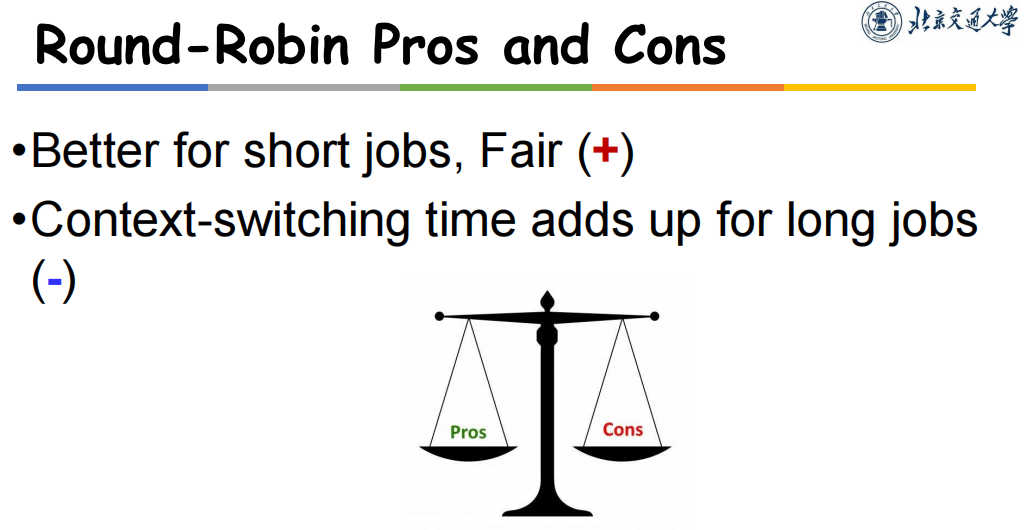 Round-Robin Pros and Cons
北京交通大学
•Better for short jobs, Fair (+)
•Context-switching time adds up for long jobs
(-)
Pros
Cons